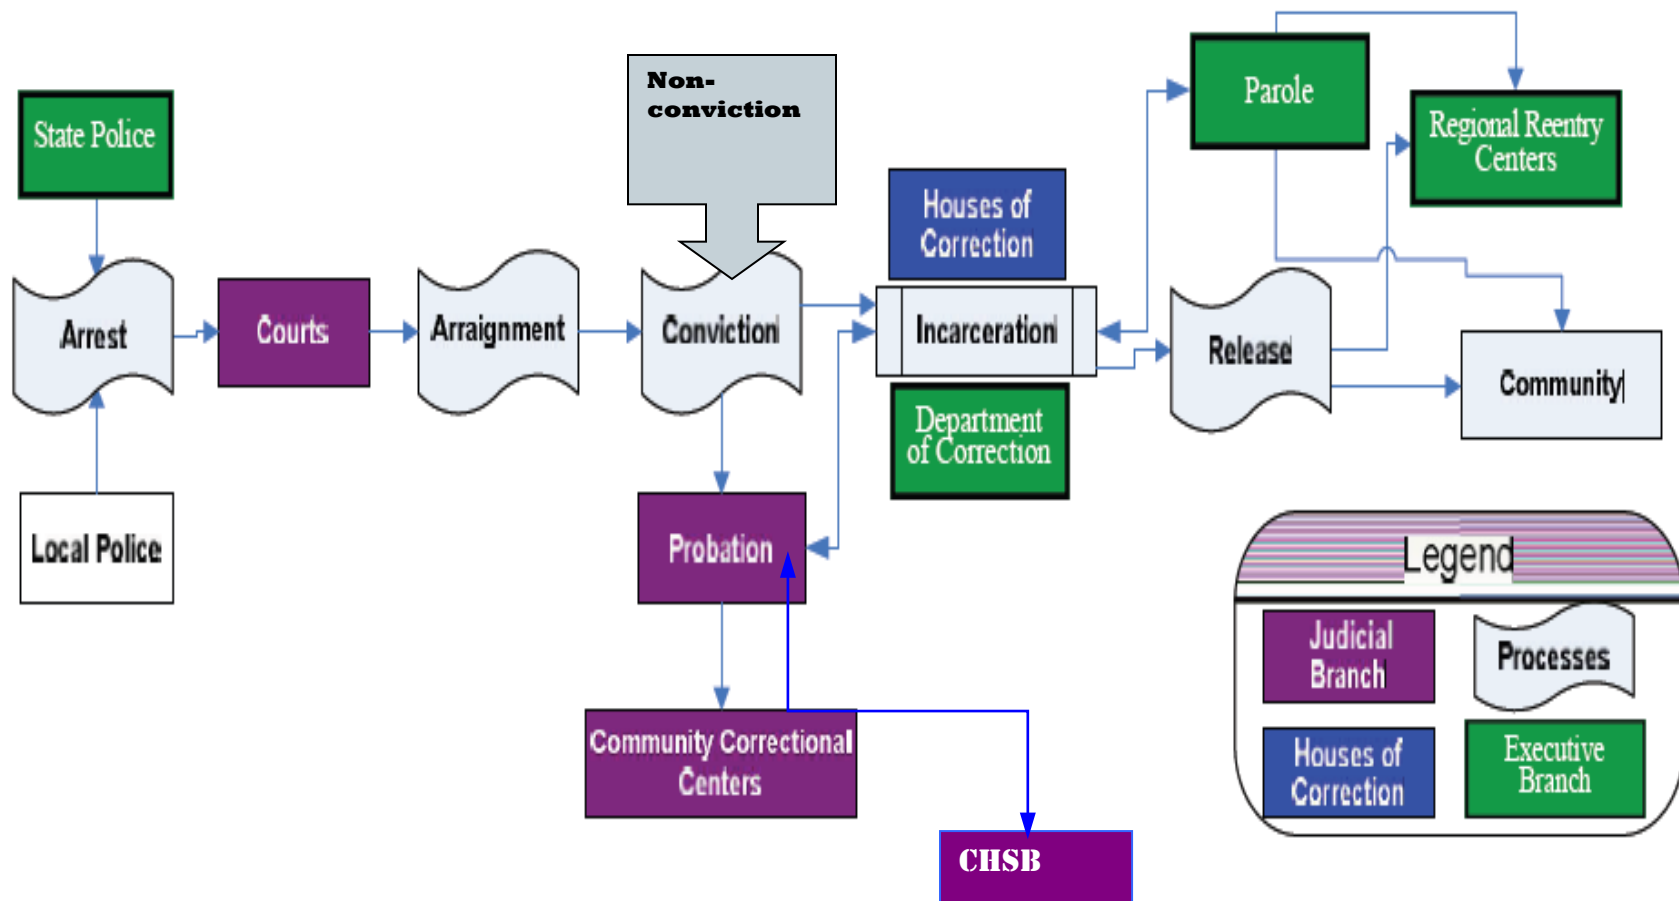 Non-
conviction
State Police
Parole
Regional Reentry
Centers
Houses of
Correction
Arrest
Courts
Arraignment
Conviction
Incarceration
Release
Community
Department
of Correction
Local Police
Probation
Community Correctional
Centers
CHSB
Legend
Judicial
Branch
Processes
Houses of
Correction
Executive
Branch